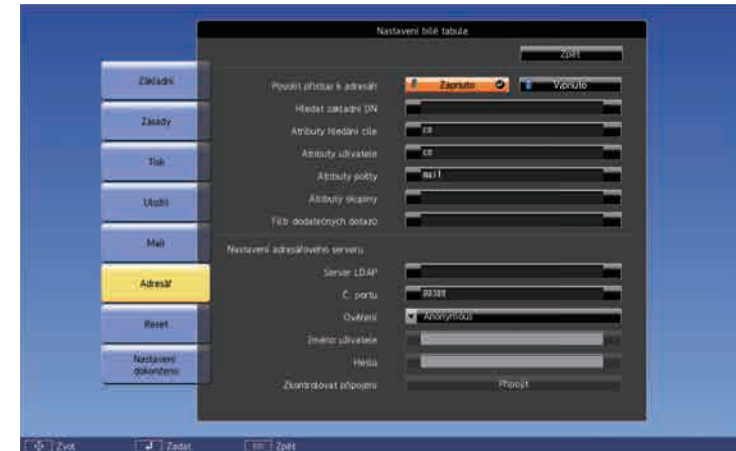 Nastavení bílé tabule
Zpět
Základní
Zásady
Tisk
Uložit
Mail
Adresář
Reset
Nastavení
dokončeno
Povolit přístup k adresáři
Zapnuto
Vypnuto
Hledat základní DN
Atributy hledání cíle
cn
Atributy uživatele
cn
Atributy pošty
mail
Atributy skupiny
Filtr dodatečných dotazů
Nastavení adresářového serveru
Server LDAP
Č. portu
00389
Ověření
Anonymous
Jméno uživatele
Heslo
Zkontrolovat připojení
Připojit
Zvol
Zadat
Zpět